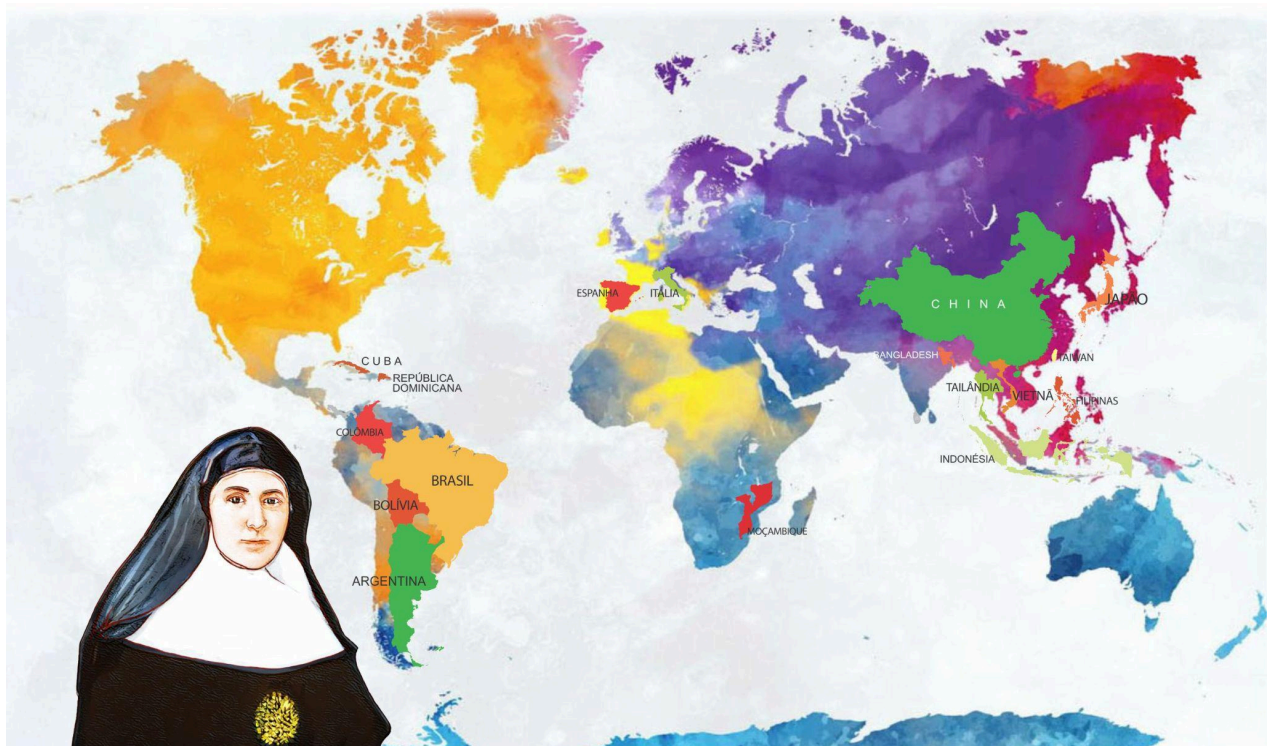 CUBA
REPÚBLICA
DOMINICANA
COLÔMBIA
BRASIL
BOLÍVIA
ARGENTINA
ESPANHA
ITÁLIA
MOÇAMBIQUE
CHINA
JAPÃO
BANGLADESH
TAIWAN
TAILÂNDIA
VIETNÃ
FILIPINAS
INDONÉSIA